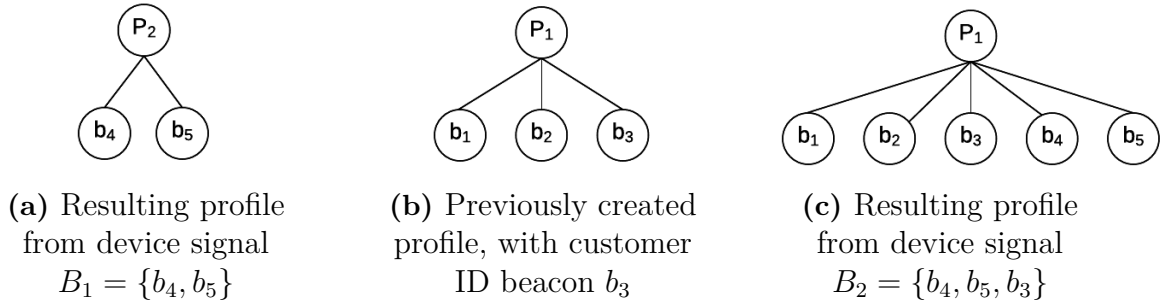 P₂
b₄ b₅
(a) Resulting profile
from device signal
B₁ = {b₄, b₅}
P₁
b₁ b₂ b₃
(b) Previously created
profile, with customer
ID beacon b₃
P₁
b₁ b₂ b₃ b₄ b₅
(c) Resulting profile
from device signal
B₂ = {b₄, b₅, b₃}